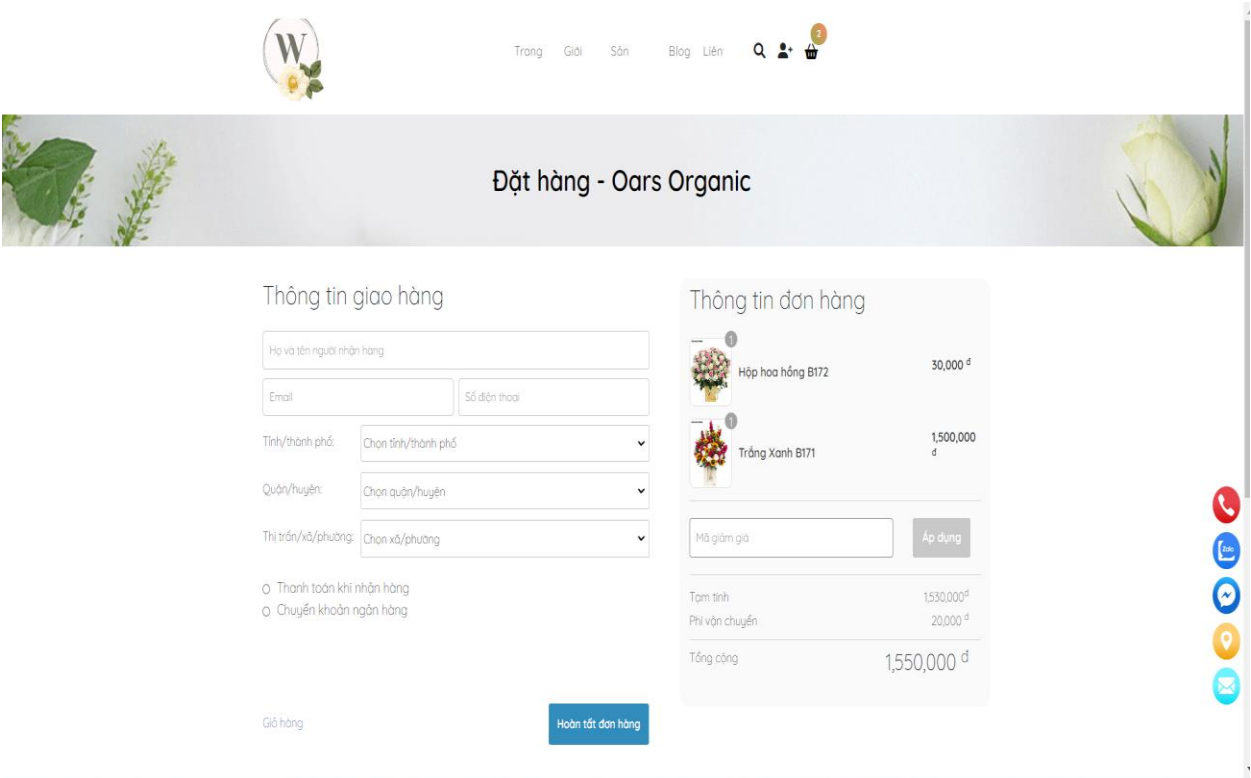 W
Trang Giới Sản Blog Liên
2
Đặt hàng - Oars Organic
Thông tin giao hàng
Họ và tên người nhận hàng
Email
Số điện thoại
Tỉnh/thành phố:
Chọn tỉnh/thành phố
Quận/huyện:
Chọn quận/huyện
Thị trấn/xã/phường:
Chọn xã/phường
Thanh toán khi nhận hàng
Chuyển khoản ngân hàng
Giỏ hàng
Hoàn tất đơn hàng
Thông tin đơn hàng
1
Hộp hoa hồng B172
30,000 đ
1
Trắng Xanh B171
1,500,000
đ
Mã giảm giá
Áp dụng
Tạm tính
1,530,000đ
Phí vận chuyển
20,000 đ
Tổng cộng
1,550,000 đ
Zalo